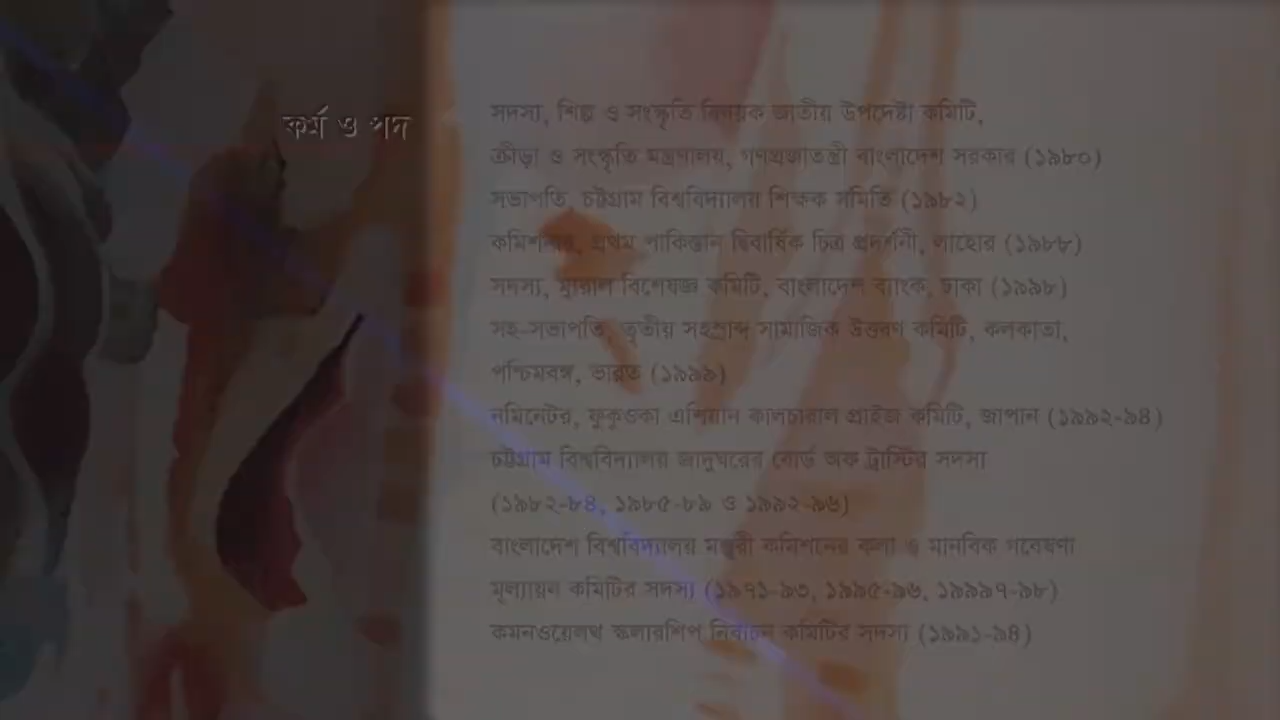 কর্ম ও পদ
সদস্য, শিল্প ও সংস্কৃতি বিষয়ক জাতীয় উপদেষ্টা কমিটি,
ক্রীড়া ও সংস্কৃতি মন্ত্রণালয়, গণপ্রজাতন্ত্রী বাংলাদেশ সরকার (১৯৮০)
সভাপতি, চট্টগ্রাম বিশ্ববিদ্যালয় শিক্ষক সমিতি (১৯৮২)
কমিশনার, প্রথম পাকিস্তান দ্বিবার্ষিক চিত্র প্রদর্শনী, লাহোর (১৯৮৮)
সদস্য, ম্যুরাল বিশেষজ্ঞ কমিটি, বাংলাদেশ ব্যাংক, ঢাকা (১৯৯৮)
সহ-সভাপতি, তৃতীয় সহস্রাব্দ সামাজিক উত্তরণ কমিটি, কলকাতা,
পশ্চিমবঙ্গ, ভারত (১৯৯৯)
নমিনেটর, ফুকুওকা এশিয়ান কালচারাল প্রাইজ কমিটি, জাপান (১৯৯২-৯৪)
চট্টগ্রাম বিশ্ববিদ্যালয় জাদুঘরের বোর্ড অফ ট্রাস্টির সদস্য
(১৯৮২-৮৪, ১৯৮৫-৮৯ ও ১৯৯২-৯৬)
বাংলাদেশ বিশ্ববিদ্যালয় মঞ্জুরী কমিশনের কলা ও মানবিক গবেষণা
মূল্যায়ন কমিটির সদস্য (১৯৭১-৯৩, ১৯৯৫-৯৬, ১৯৯৯৭-৯৮)
কমনওয়েলথ স্কলারশিপ নির্বাচন কমিটির সদস্য (১৯৯১-৯৪)